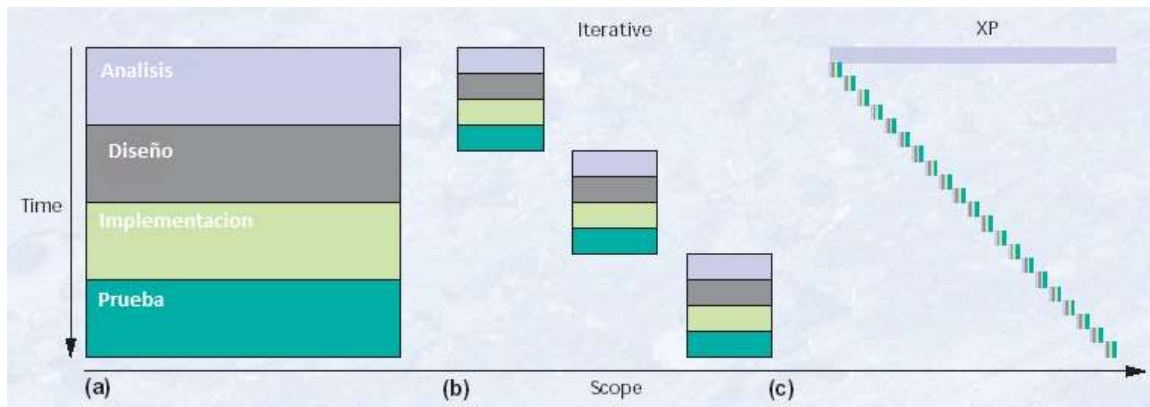 Iterative
XP
Analisis
Diseño
Time
Implementacion
Prueba
(a)
(b)
Scope
(c)